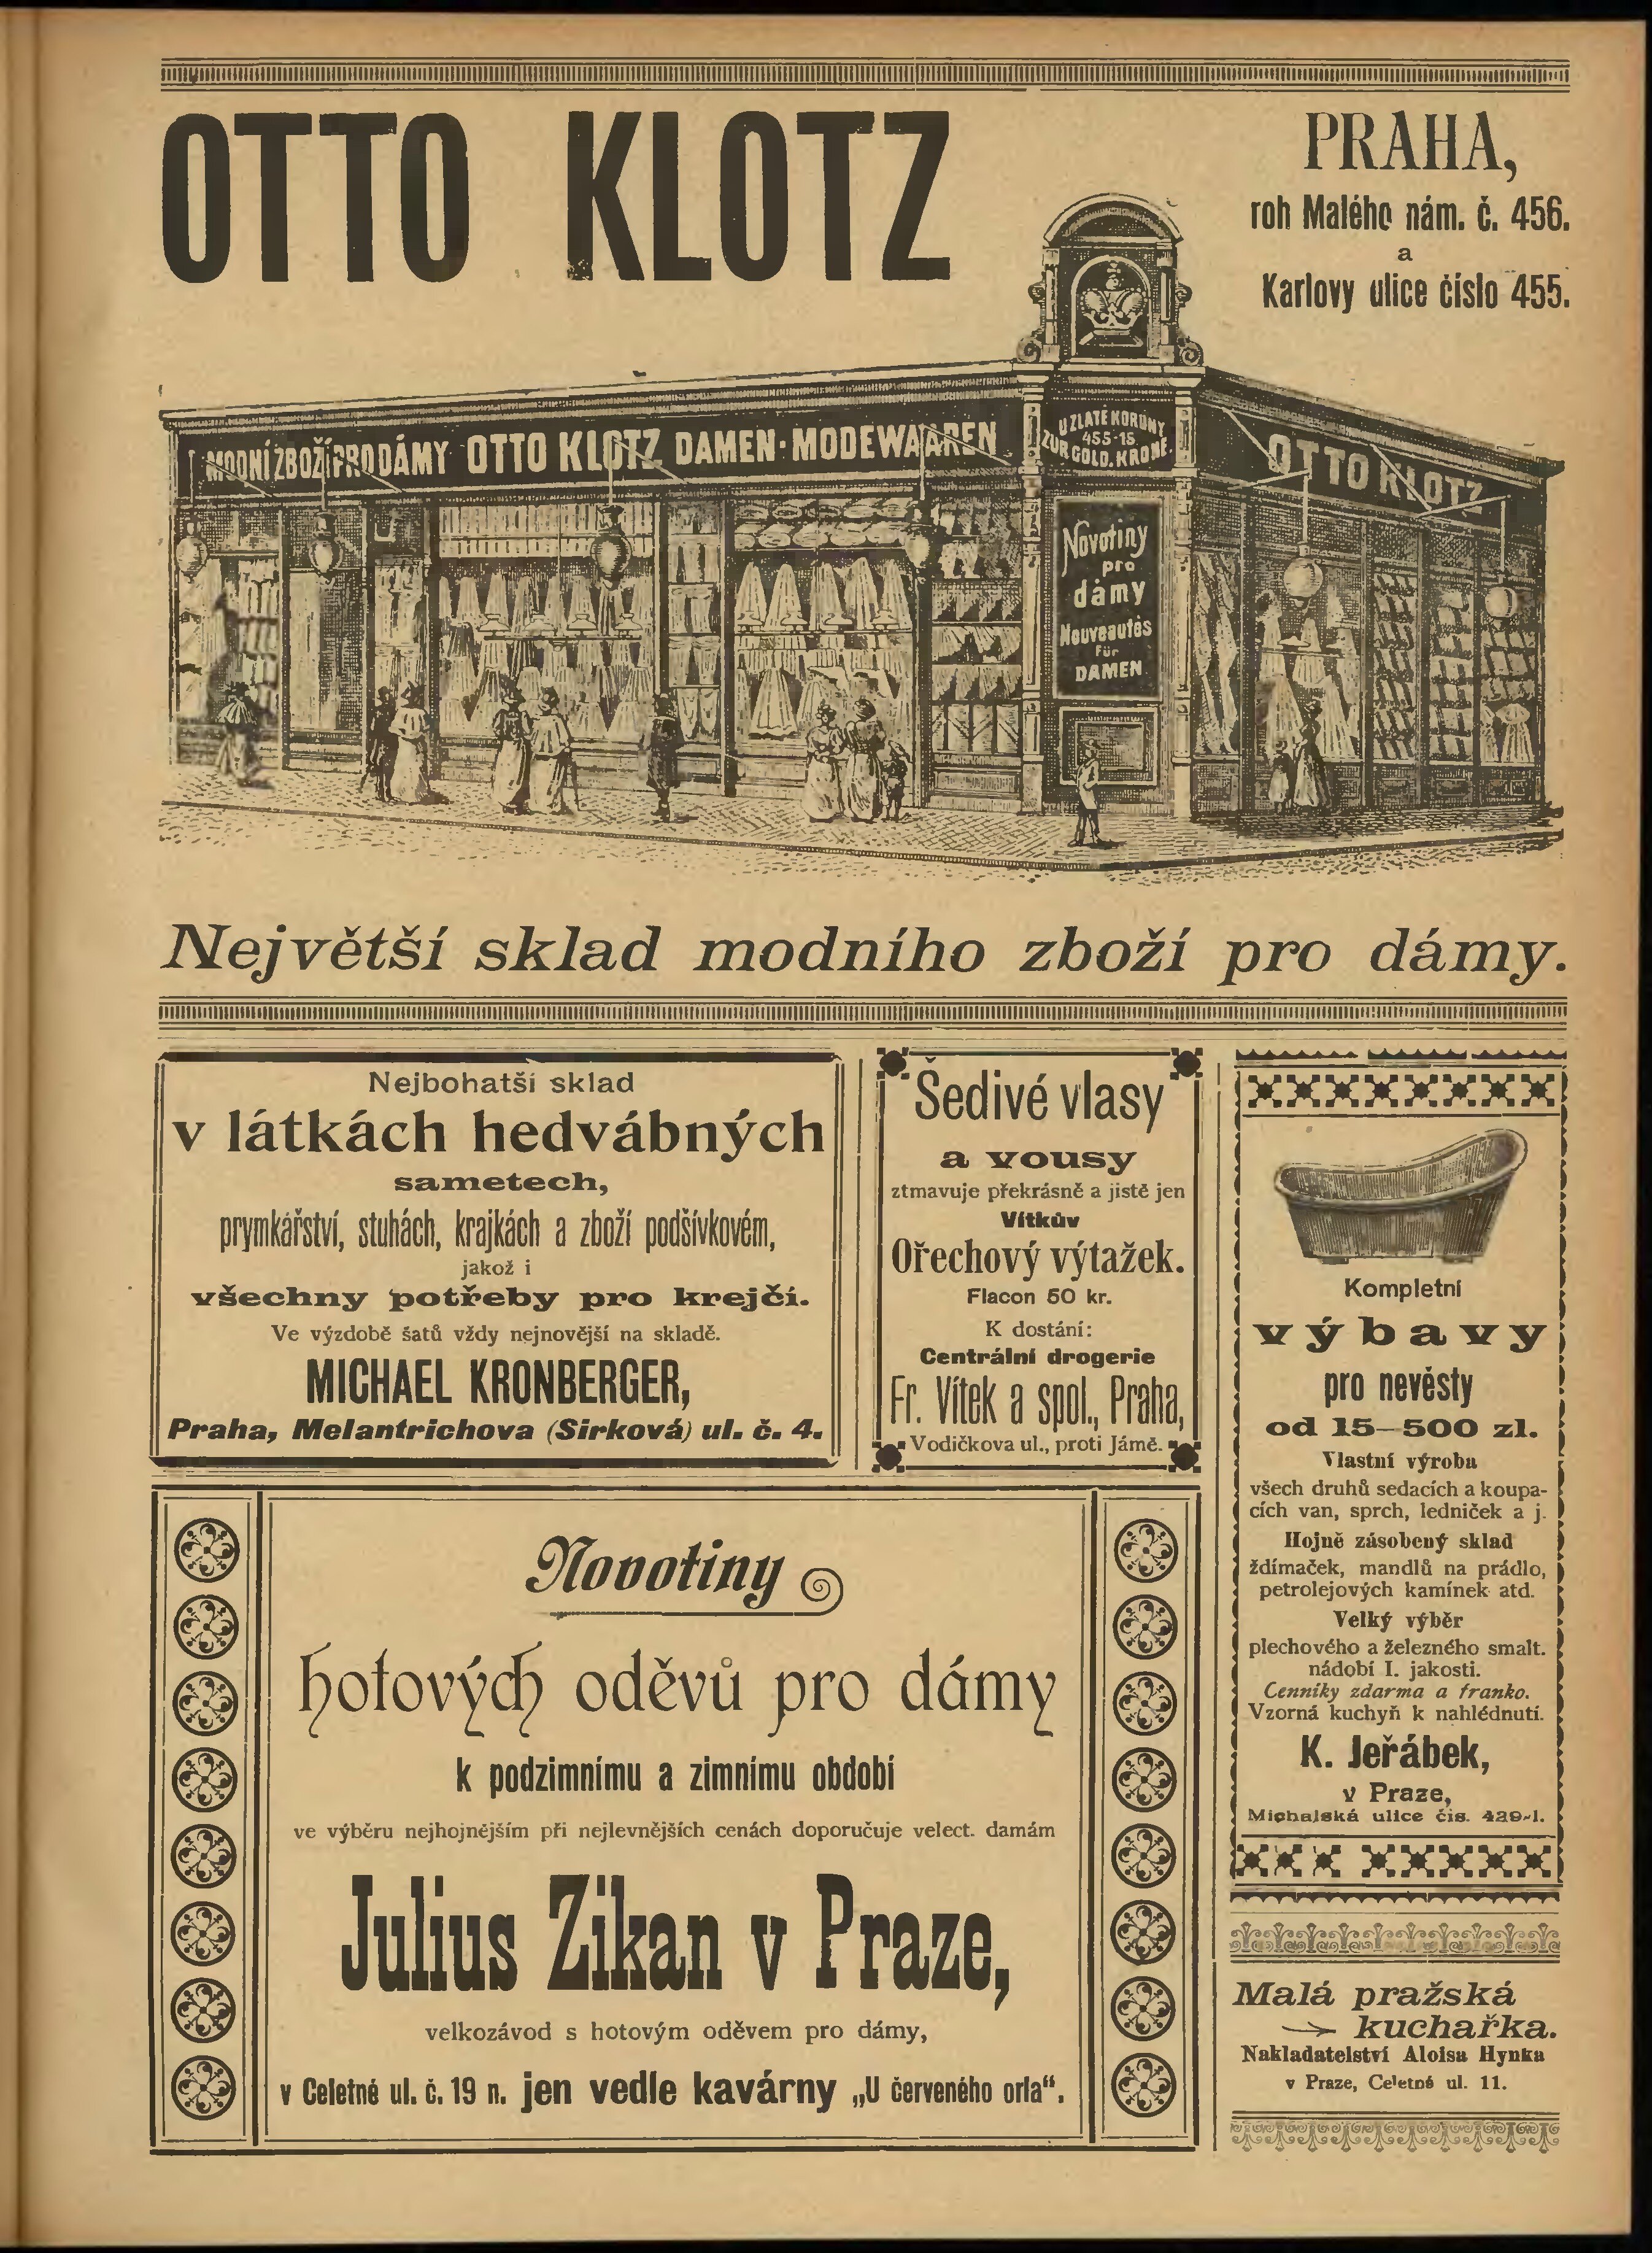 OTTO KLOTZ
PRAHA,
roh Malého nám. č. 456.
a
Karlovy ulice číslo 455.
MODNÍ ZBOŽÍ PRO DÁMY OTTO KLOTZ DAMEN-MODEWAAREN
U ZLATÉ KORUNY
455-15
ZUR GOLD. KRONE.
OTTO KLOTZ
Novotiny
pro
dámy
Nouveautés
Für
DAMEN
Největší sklad modního zboží pro dámy.
Nejbohatší sklad
v látkách hedvábných
sametech,
prymkářství, stuhách, krajkách a zboží podšívkovém,
jakož i
všechny potřeby pro krejčí.
Ve výzdobě šatů vždy nejnovější na skladě.
MICHAEL KRONBERGER,
Praha, Melantrichova (Sirková) ul. č. 4.
Šedivé vlasy
a vousy
ztmavuje překrásně a jistě jen
Vítkův
Ořechový výtažek.
Flacon 50 kr.
K dostání:
Centrální drogerie
Fr. Vítek a spol., Praha,
Vodičkova ul., proti Jámě.
Kompletní
výbavy
pro nevěsty
od 15—500 zl.
Vlastní výroba
všech druhů sedacích a koupa-
cích van, sprch, ledniček a j.
Hojně zásobený sklad
ždímaček, mandlů na prádlo,
petrolejových kamínek atd.
Velký výběr
plechového a železného smalt.
nádobí I. jakosti.
Cenníky zdarma a franko.
Vzorná kuchyň k nahlédnutí.
K. Jeřábek,
v Praze,
Michalská ulice čís. 429-I.
Novotiny
hotových oděvů pro dámy
k podzimnímu a zimnímu období
ve výběru nejhojnějším při nejlevnějších cenách doporučuje velect. damám
Julius Zikan v Praze,
velkozávod s hotovým oděvem pro dámy,
v Celetné ul. č. 19 n. jen vedle kavárny „U červeného orla“.
Malá pražská
kuchařka.
Nakladatelství Aloisa Hynka
v Praze, Celetné ul. 11.